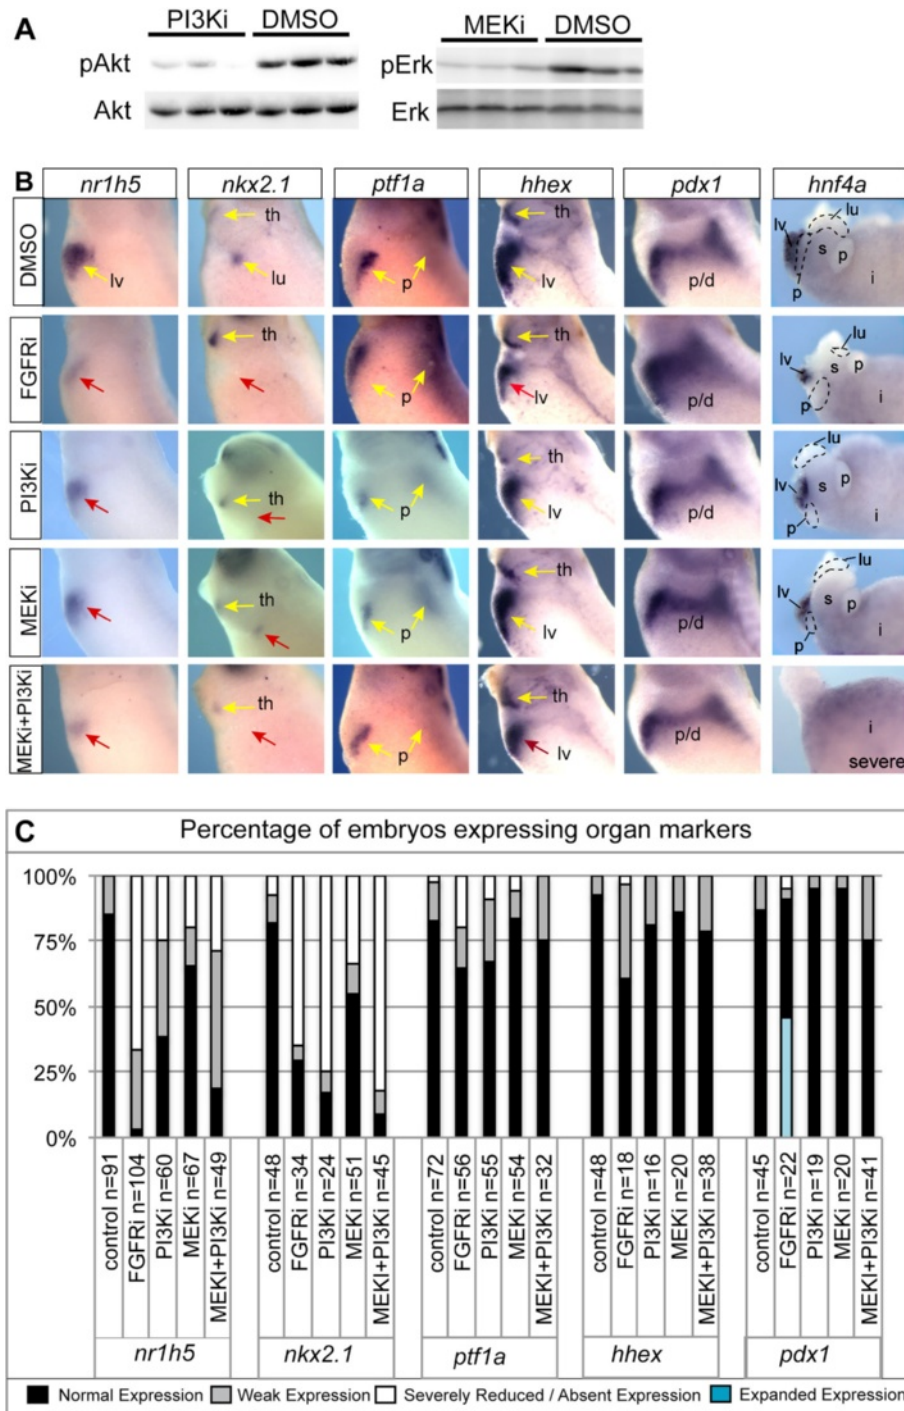 A
PI3Ki DMSO
MEKi DMSO
pAkt
pErk
Akt
Erk
B
nr1h5 nkx2.1 ptf1a hhex pdx1 hnf4a
DMSO
lv
th
lu
p
th
lv
p/d
lv
lu
s
p
p
i
FGFRi
th
p
th
lv
p/d
lu
lv
s
p
p
i
PI3Ki
th
p
th
lv
p/d
lu
lv
s
p
p
i
MEKi
th
p
th
lv
p/d
lu
lv
s
p
p
i
MEKi+PI3Ki
th
p
th
lv
p/d
i
severe
C
Percentage of embryos expressing organ markers
100%
75%
50%
25%
0%
control n=91
FGFRi n=104
PI3Ki n=60
MEKi n=67
MEKI+PI3Ki n=49
control n=48
FGFRi n=34
PI3Ki n=24
MEKi n=51
MEKI+PI3Ki n=45
control n=72
FGFRi n=56
PI3Ki n=55
MEKi n=54
MEKI+PI3Ki n=32
control n=48
FGFRi n=18
PI3Ki n=16
MEKi n=20
MEKI+PI3Ki n=38
control n=45
FGFRi n=22
PI3Ki n=19
MEKi n=20
MEKI+PI3Ki n=41
nr1h5 nkx2.1 ptf1a hhex pdx1
Normal Expression Weak Expression Severely Reduced / Absent Expression Expanded Expression